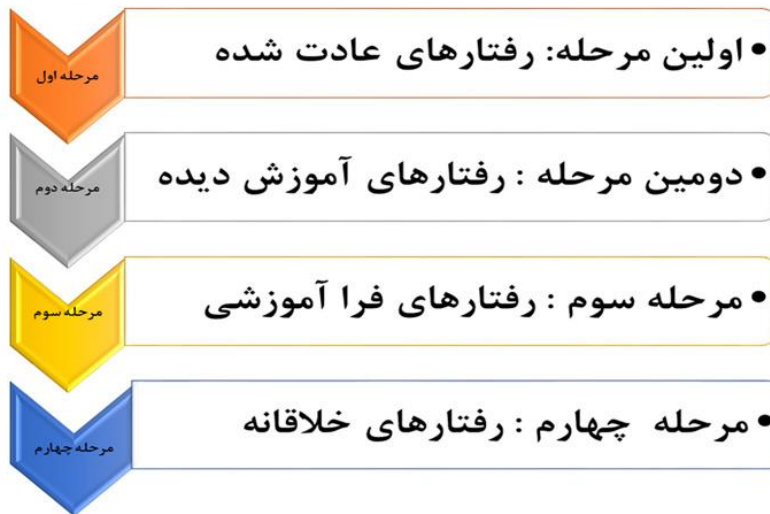 • اولین مرحله: رفتارهای عادت شده
مرحله اول
• دومین مرحله : رفتارهای آموزش دیده
مرحله دوم
• مرحله سوم : رفتارهای فرا آموزشی
مرحله سوم
• مرحله چهارم : رفتارهای خلاقانه
مرحله چهارم